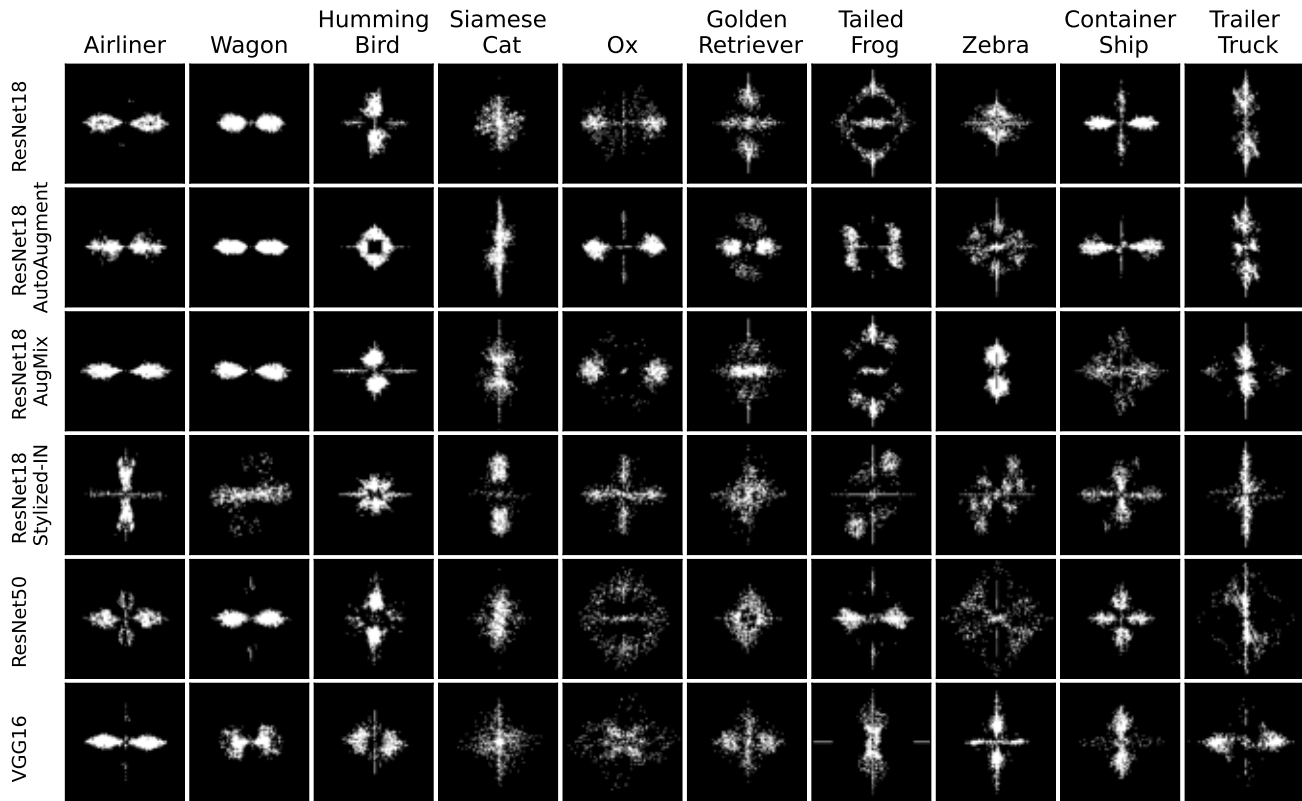 Airliner
Wagon
Humming
Bird
Siamese
Cat
Ox
Golden
Retriever
Tailed
Frog
Zebra
Container
Ship
Trailer
Truck
ResNet18
ResNet18
AutoAugment
ResNet18
AugMix
ResNet18
Stylized-IN
ResNet50
VGG16